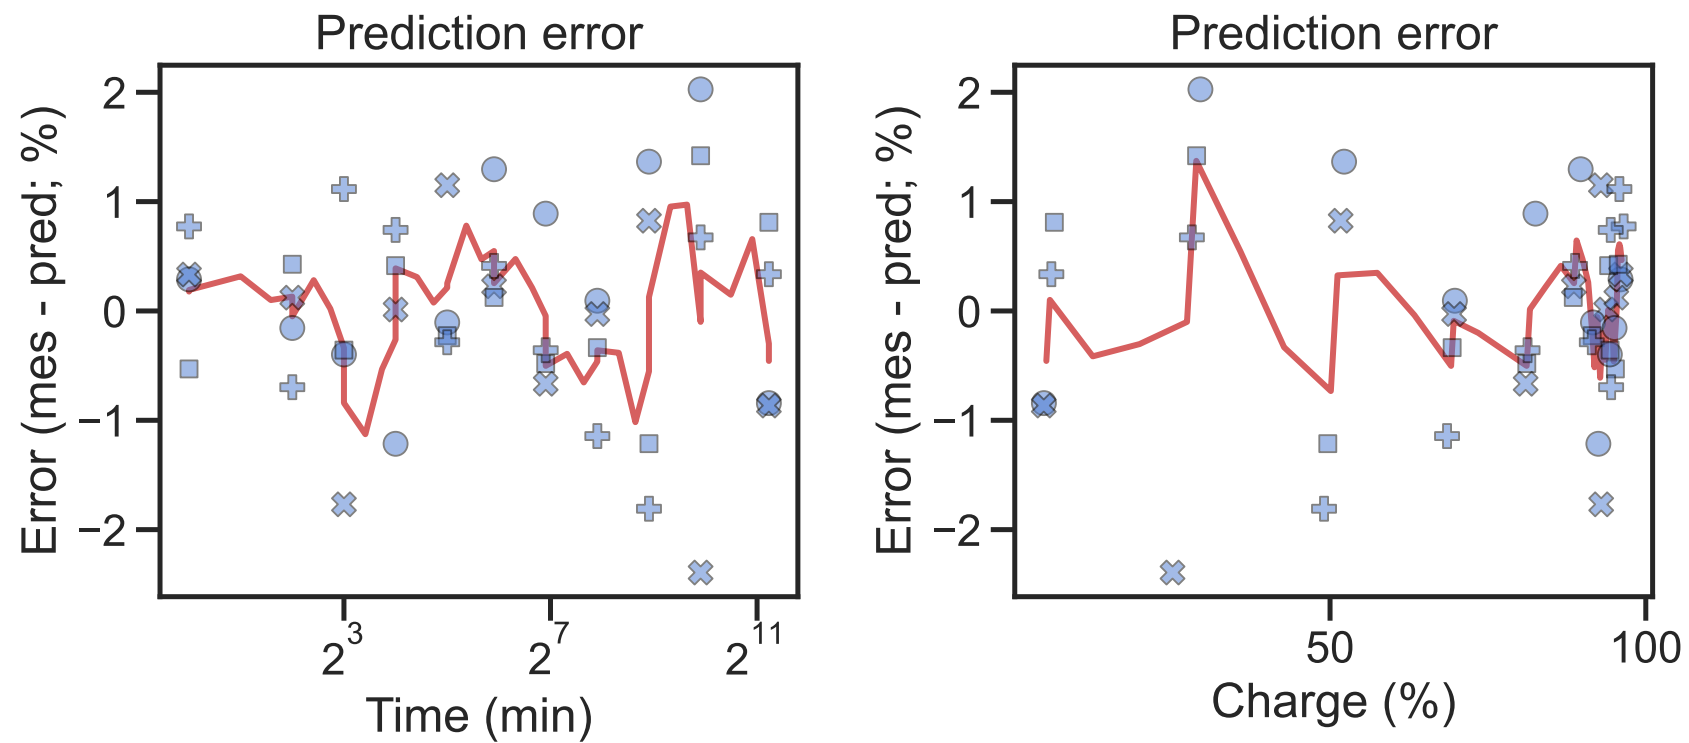 Prediction error
Error (mes - pred; %)
2
1
0
−1
−2
2^3
2^7
2^11
Time (min)
Prediction error
Error (mes - pred; %)
2
1
0
−1
−2
50
100
Charge (%)